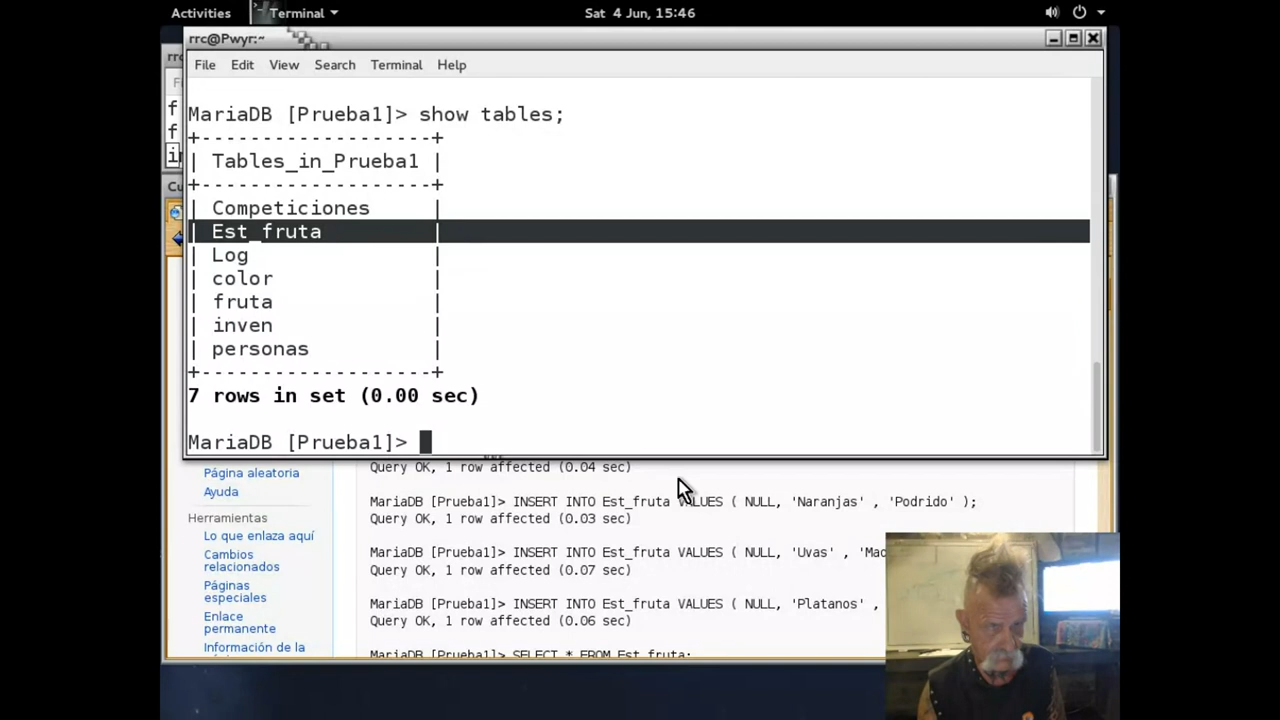 Activities Terminal Sat 4 Jun, 15:46
rrc@Pwyr:~
File Edit View Search Terminal Help
MariaDB [Prueba1]> show tables;
+-------------------+
| Tables_in_Prueba1 |
+-------------------+
| Competiciones |
| Est_fruta |
| Log |
| color |
| fruta |
| inven |
| personas |
+-------------------+
7 rows in set (0.00 sec)
MariaDB [Prueba1]>
Query OK, 1 row affected (0.04 sec)
MariaDB [Prueba1]> INSERT INTO Est_fruta VALUES ( NULL, 'Naranjas' , 'Podrido' );
Query OK, 1 row affected (0.03 sec)
MariaDB [Prueba1]> INSERT INTO Est_fruta VALUES ( NULL, 'Uvas' ,
Query OK, 1 row affected (0.07 sec)
MariaDB [Prueba1]> INSERT INTO Est_fruta VALUES ( NULL, 'Platanos' ,
Query OK, 1 row affected (0.06 sec)
MariaDB [Prueba1]> SELECT * FROM Est_fruta;
Página aleatoria
Ayuda
Herramientas
Lo que enlaza aquí
Cambios
relacionados
Páginas
especiales
Enlace
permanente
Información de la